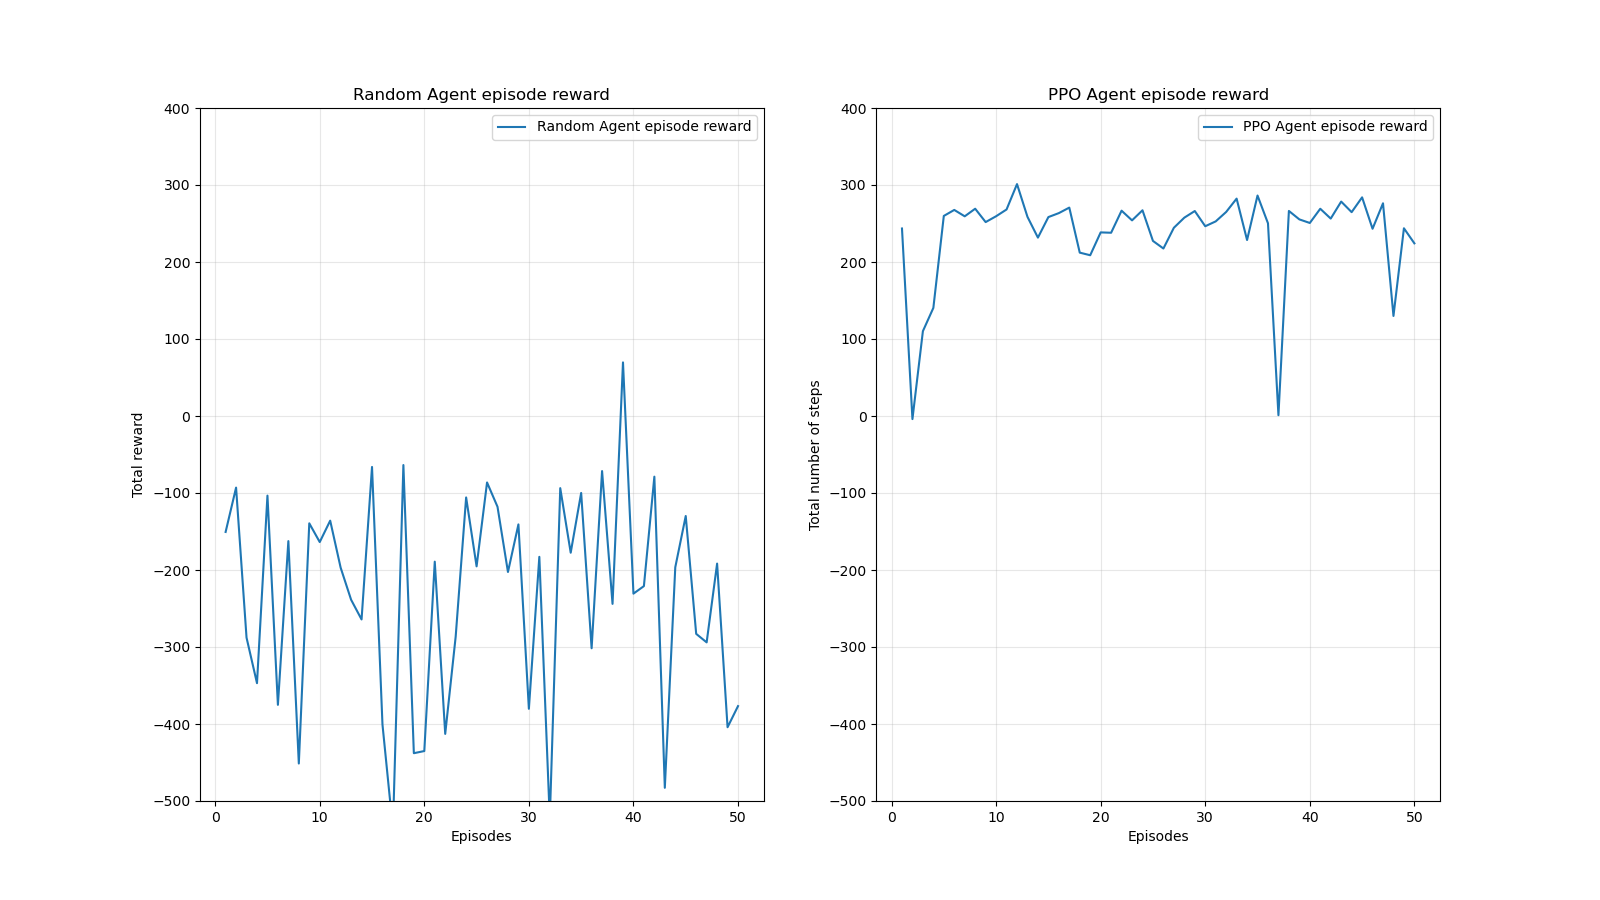 Random Agent episode reward
Random Agent episode reward
Total reward
400
300
200
100
0
−100
−200
−300
−400
−500
0 10 20 30 40 50
Episodes
PPO Agent episode reward
PPO Agent episode reward
Total number of steps
400
300
200
100
0
−100
−200
−300
−400
−500
0 10 20 30 40 50
Episodes